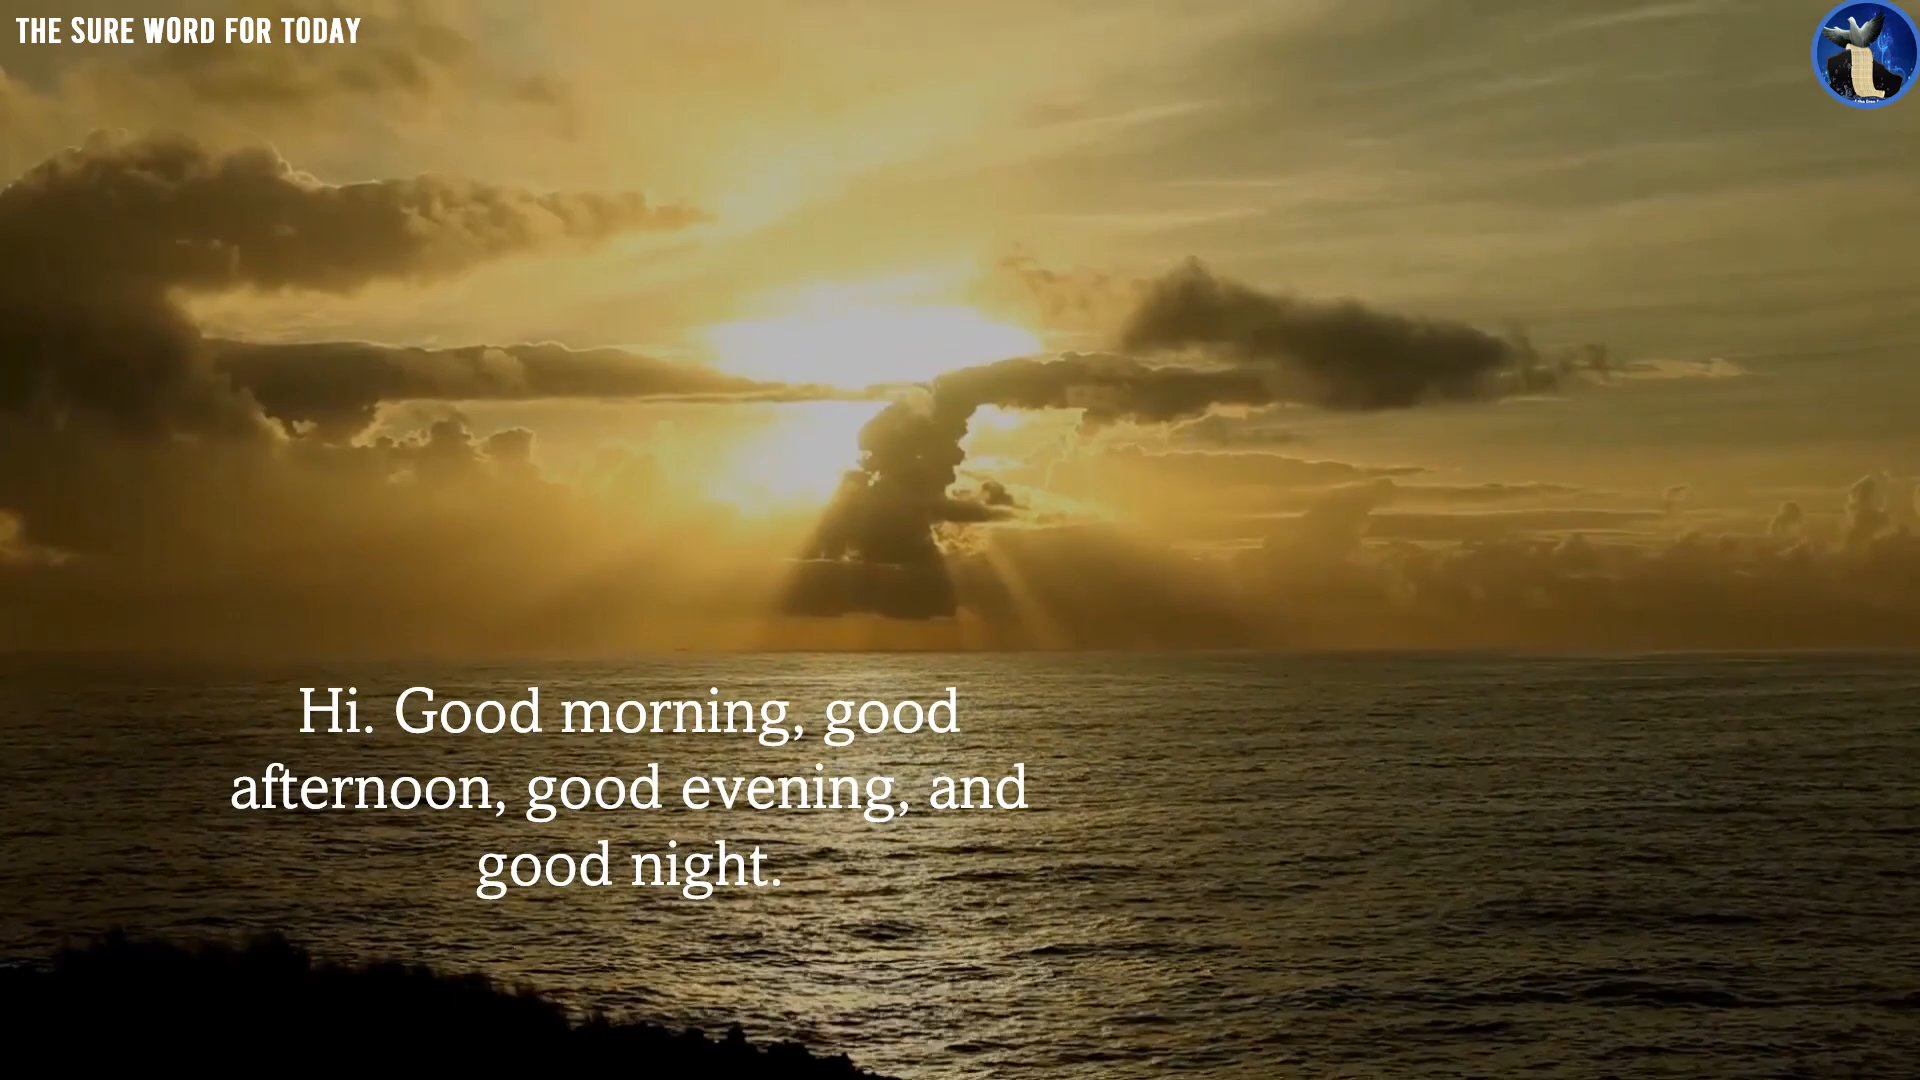 THE SURE WORD FOR TODAY
Hi. Good morning, good
afternoon, good evening, and
good night.